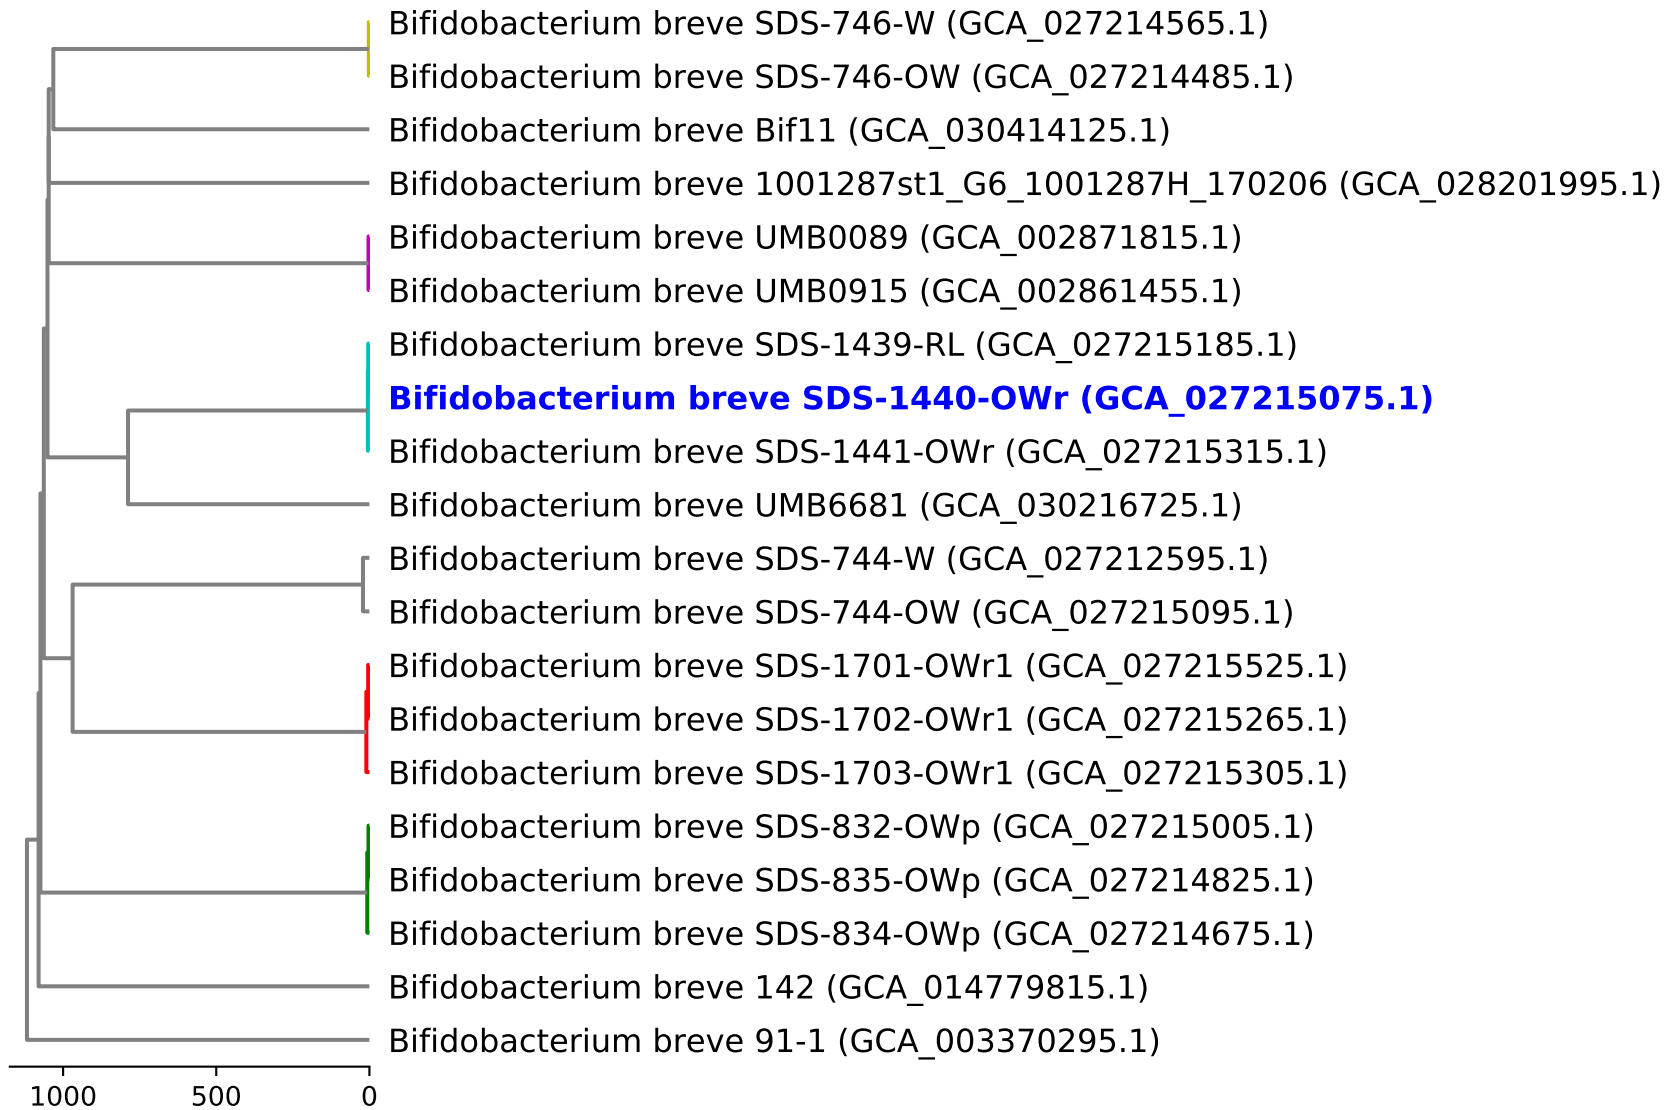 Bifidobacterium breve SDS-746-W (GCA_027214565.1)
Bifidobacterium breve SDS-746-OW (GCA_027214485.1)
Bifidobacterium breve Bif11 (GCA_030414125.1)
Bifidobacterium breve 1001287st1_G6_1001287H_170206 (GCA_028201995.1)
Bifidobacterium breve UMB0089 (GCA_002871815.1)
Bifidobacterium breve UMB0915 (GCA_002861455.1)
Bifidobacterium breve SDS-1439-RL (GCA_027215185.1)
Bifidobacterium breve SDS-1440-OWr (GCA_027215075.1)
Bifidobacterium breve SDS-1441-OWr (GCA_027215315.1)
Bifidobacterium breve UMB6681 (GCA_030216725.1)
Bifidobacterium breve SDS-744-W (GCA_027212595.1)
Bifidobacterium breve SDS-744-OW (GCA_027215095.1)
Bifidobacterium breve SDS-1701-OWr1 (GCA_027215525.1)
Bifidobacterium breve SDS-1702-OWr1 (GCA_027215265.1)
Bifidobacterium breve SDS-1703-OWr1 (GCA_027215305.1)
Bifidobacterium breve SDS-832-OWp (GCA_027215005.1)
Bifidobacterium breve SDS-835-OWp (GCA_027214825.1)
Bifidobacterium breve SDS-834-OWp (GCA_027214675.1)
Bifidobacterium breve 142 (GCA_014779815.1)
Bifidobacterium breve 91-1 (GCA_003370295.1)
1000 500 0